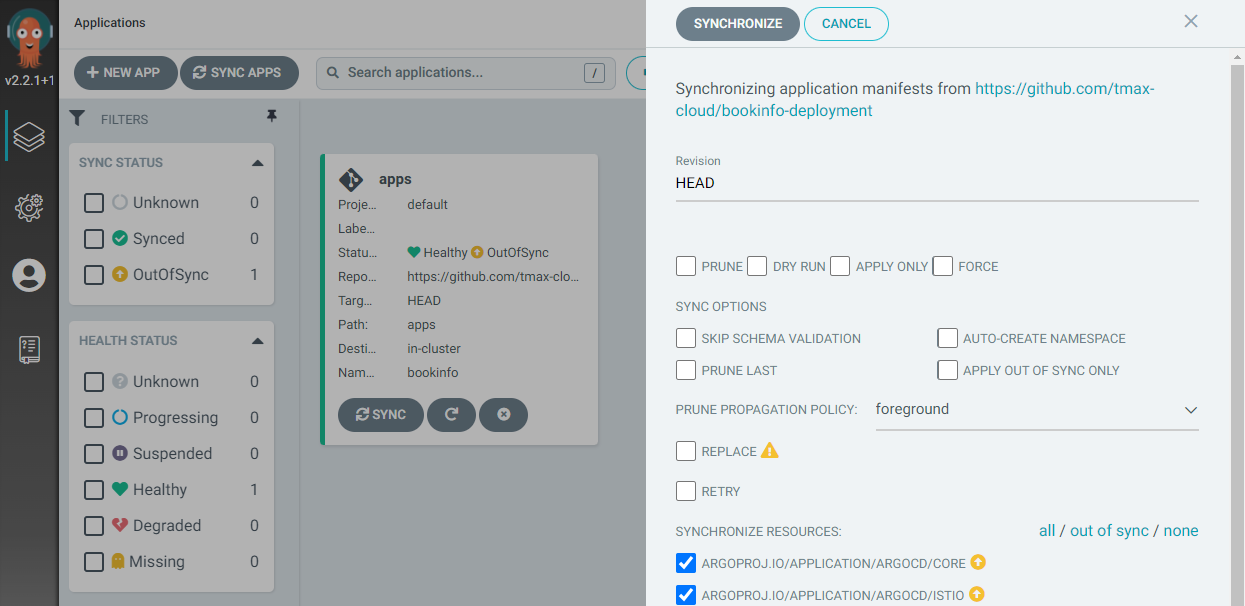 Applications
v2.2.1+1
NEW APP
SYNC APPS
Search applications...
/
FILTERS
SYNC STATUS
Unknown 0
Synced 0
OutOfSync 1
HEALTH STATUS
Unknown 0
Progressing 0
Suspended 0
Healthy 1
Degraded 0
Missing 0
apps
Proje... default
Labe...
Statu... Healthy OutOfSync
Repo... https://github.com/tmax-clo...
Targ... HEAD
Path: apps
Desti... in-cluster
Nam... bookinfo
SYNC
SYNCHRONIZE
CANCEL
Synchronizing application manifests from https://github.com/tmax-
cloud/bookinfo-deployment
Revision
HEAD
PRUNE DRY RUN APPLY ONLY FORCE
SYNC OPTIONS
SKIP SCHEMA VALIDATION AUTO-CREATE NAMESPACE
PRUNE LAST APPLY OUT OF SYNC ONLY
PRUNE PROPAGATION POLICY: foreground
REPLACE
RETRY
SYNCHRONIZE RESOURCES: all / out of sync / none
ARGOPROJ.IO/APPLICATION/ARGOCD/CORE
ARGOPROJ.IO/APPLICATION/ARGOCD/ISTIO